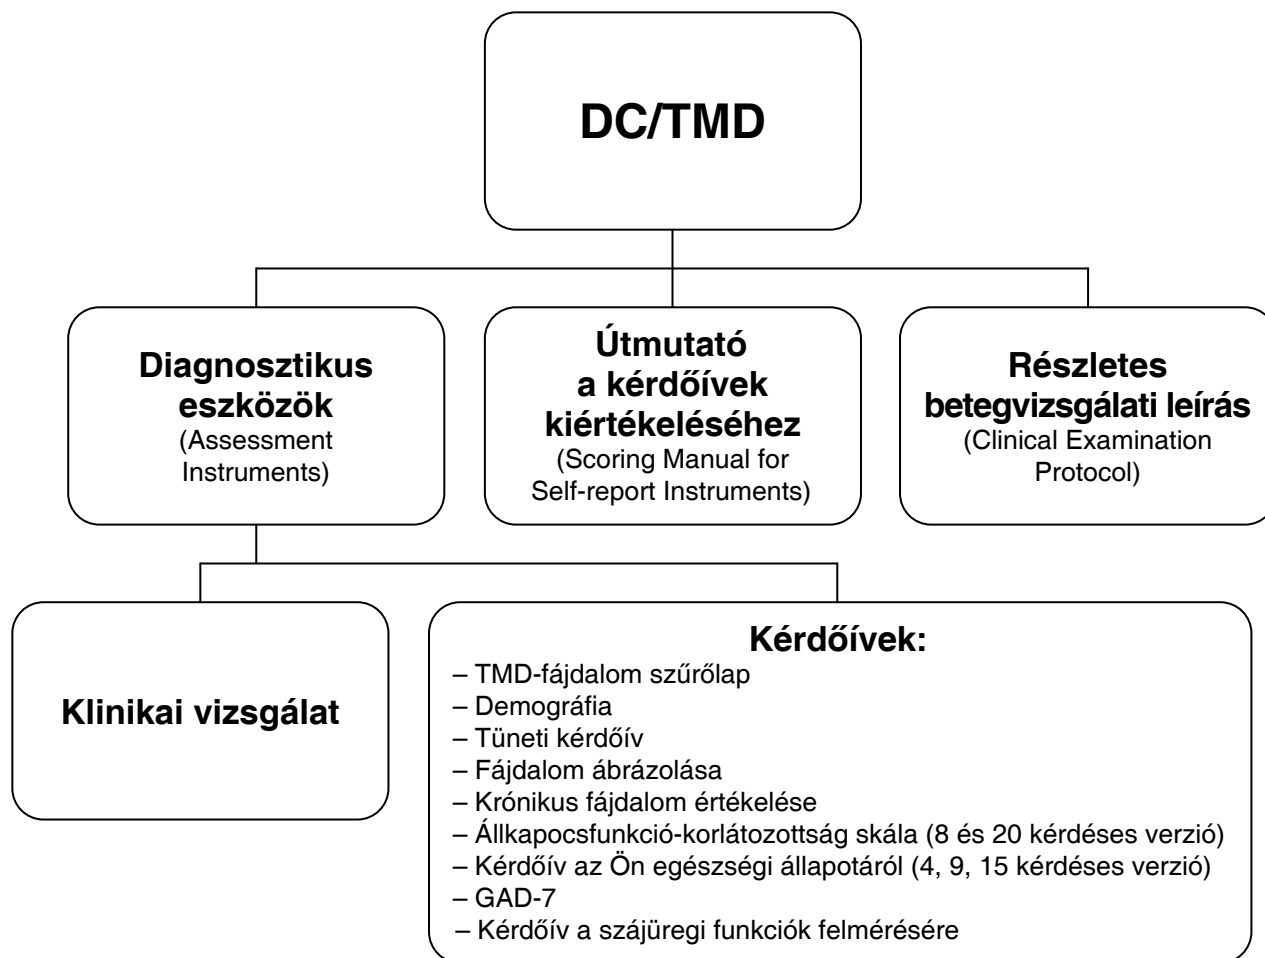 DC/TMD
Diagnosztikus
eszközök
(Assessment
Instruments)
Útmutató
a kérdőívek
kiértékeléséhez
(Scoring Manual for
Self-report Instruments)
Részletes
betegvizsgálati leírás
(Clinical Examination
Protocol)
Klinikai vizsgálat
Kérdőívek:
– TMD-fájdalom szűrőlap
– Demográfia
– Tüneti kérdőív
– Fájdalom ábrázolása
– Krónikus fájdalom értékelése
– Állkapocsfunkció-korlátozottság skála (8 és 20 kérdéses verzió)
– Kérdőív az Ön egészségi állapotáról (4, 9, 15 kérdéses verzió)
– GAD-7
– Kérdőív a szájüregi funkciók felmérésére